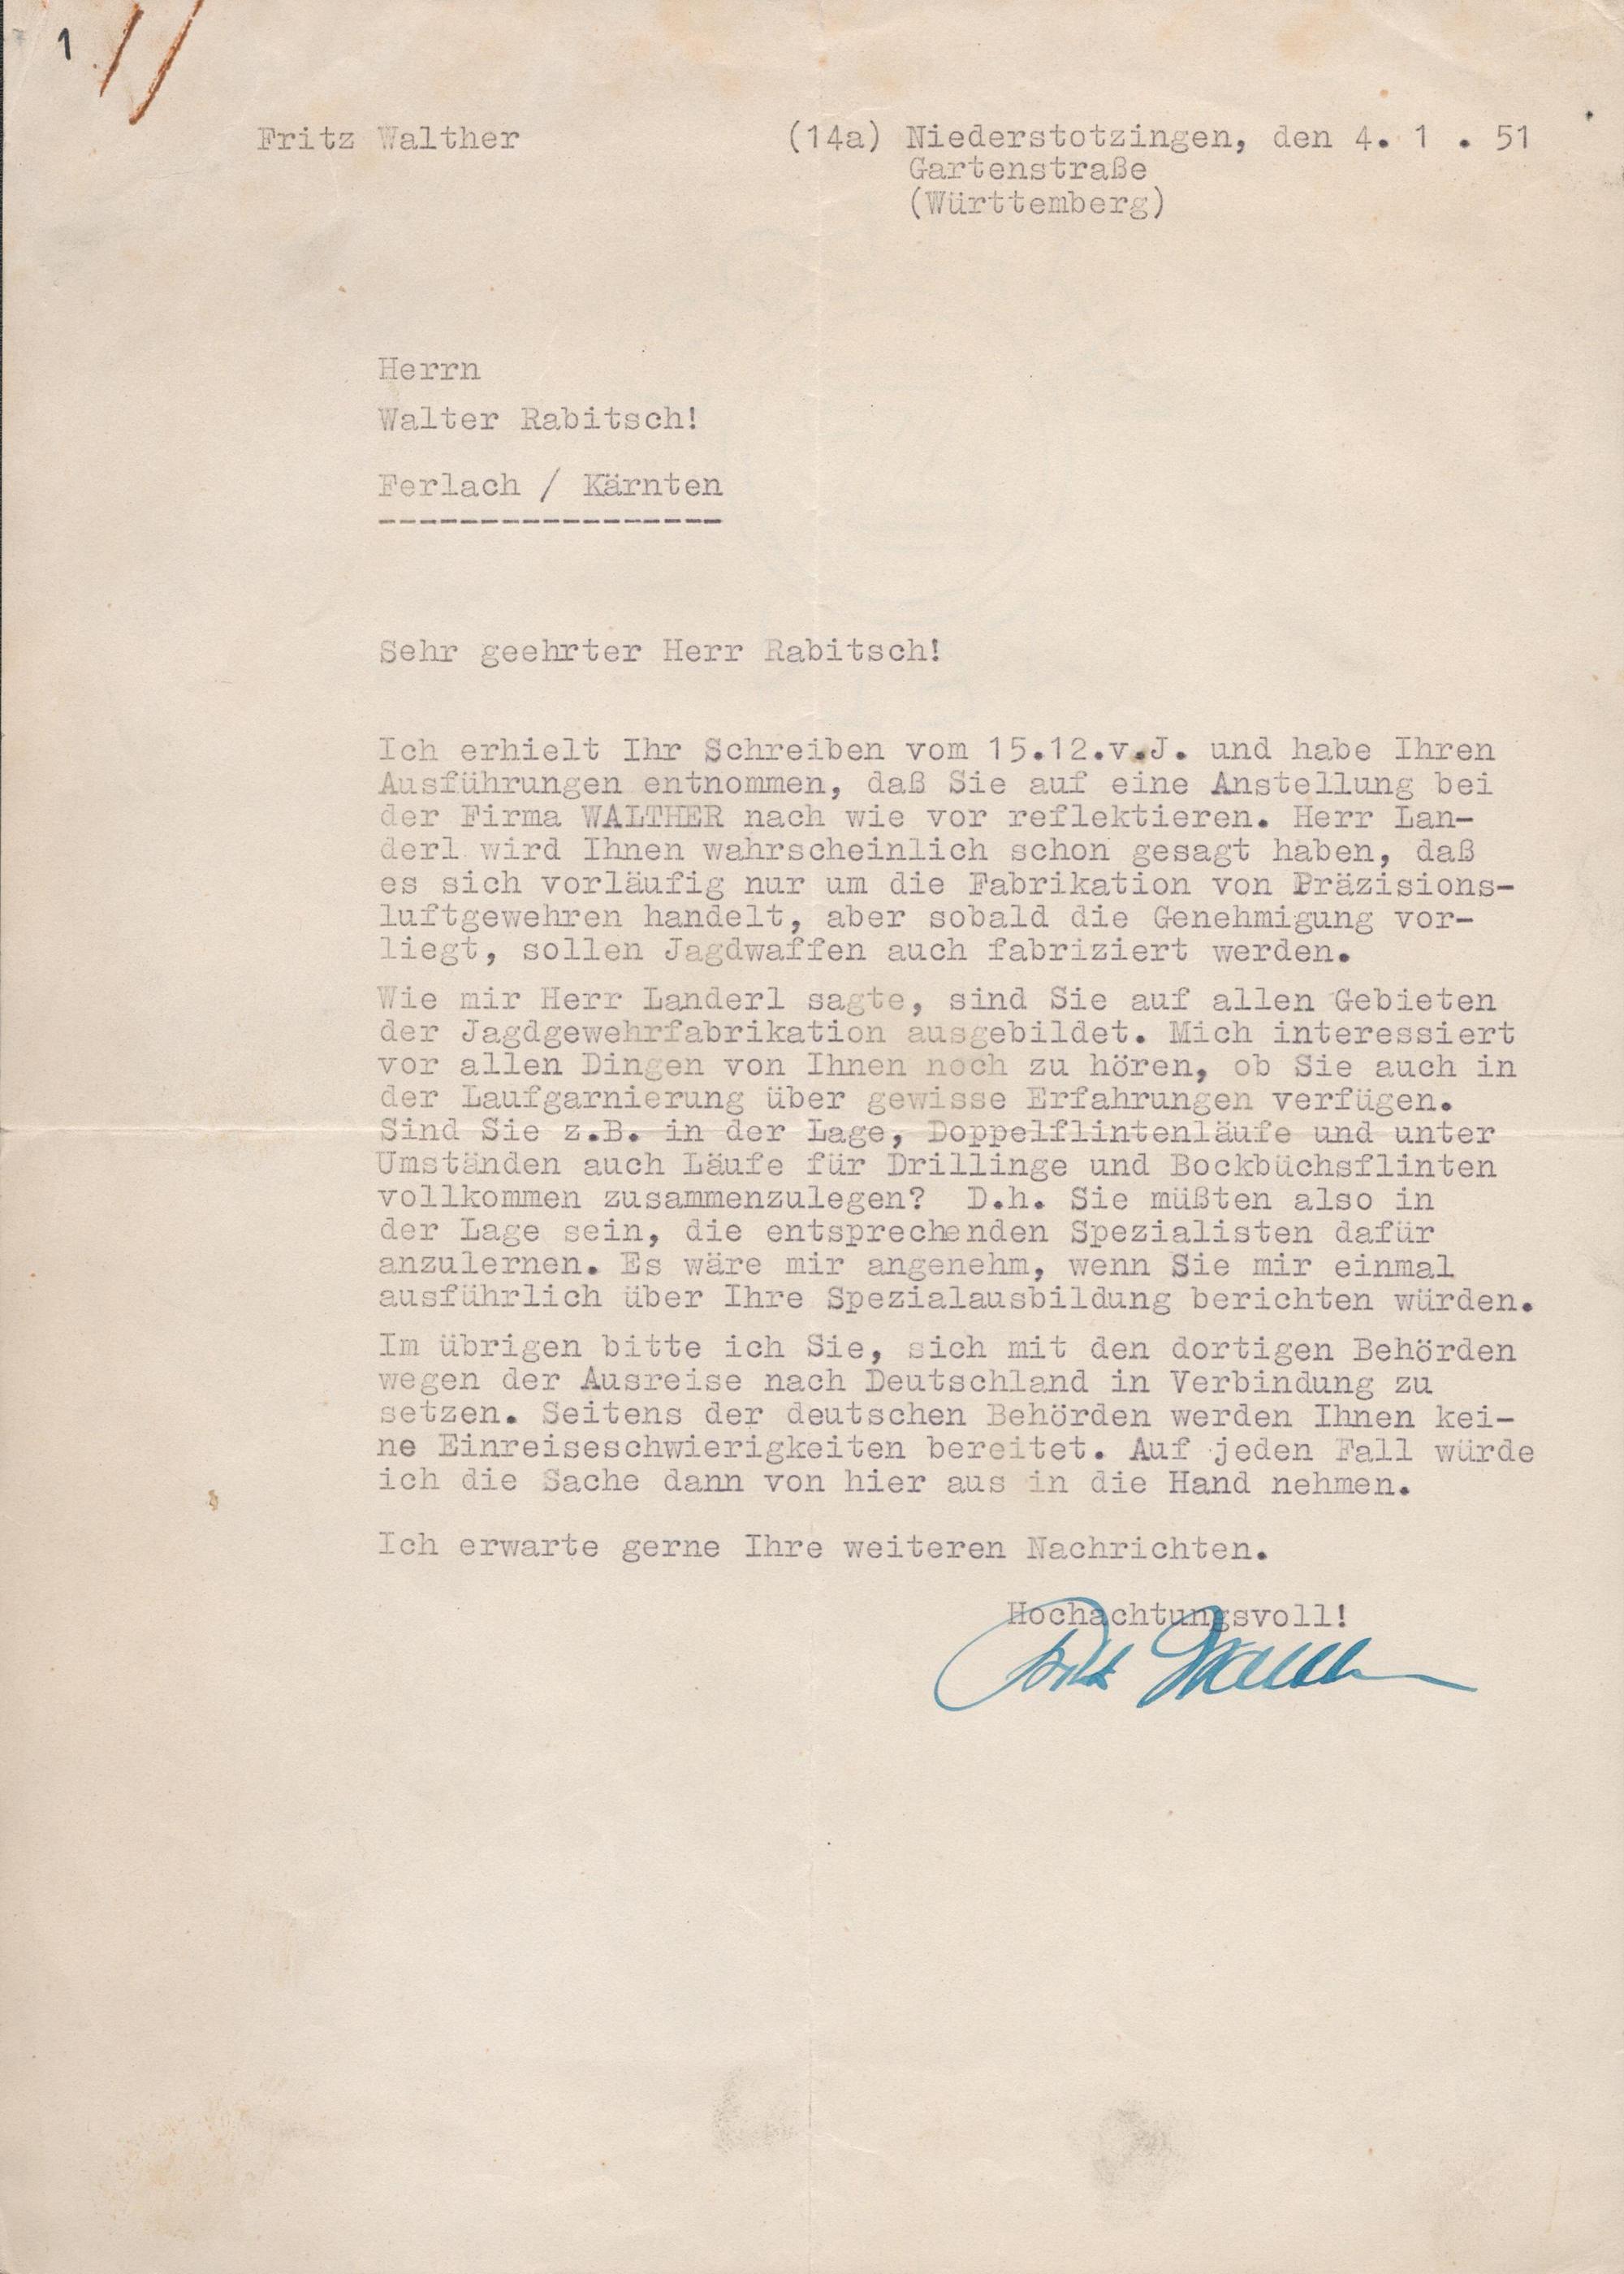 1
Fritz Walther (14a) Niederstotzingen, den 4. 1 . 51
Gartenstraße
(Württemberg)
Herrn
Walter Rabitsch!
Ferlach / Kärnten
Sehr geehrter Herr Rabitsch!
Ich erhielt Ihr Schreiben vom 15.12.v.J. und habe Ihren
Ausführungen entnommen, daß Sie auf eine Anstellung bei
der Firma WALTHER nach wie vor reflektieren. Herr Lan-
derl wird Ihnen wahrscheinlich schon gesagt haben, daß
es sich vorläufig nur um die Fabrikation von Präzisions-
luftgewehren handelt, aber sobald die Genehmigung vor-
liegt, sollen Jagdwaffen auch fabriziert werden.
Wie mir Herr Landerl sagte, sind Sie auf allen Gebieten
der Jagdgewehrfabrikation ausgebildet. Mich interessiert
vor allen Dingen von Ihnen noch zu hören, ob Sie auch in
der Laufgarnierung über gewisse Erfahrungen verfügen.
Sind Sie z.B. in der Lage, Doppelflintenläufe und unter
Umständen auch Läufe für Drillinge und Bockbüchsflinten
vollkommen zusammenzulegen? D.h. Sie müßten also in
der Lage sein, die entsprechenden Spezialisten dafür
anzulernen. Es wäre mir angenehm, wenn Sie mir einmal
ausführlich über Ihre Spezialausbildung berichten würden.
Im übrigen bitte ich Sie, sich mit den dortigen Behörden
wegen der Ausreise nach Deutschland in Verbindung zu
setzen. Seitens der deutschen Behörden werden Ihnen kei-
ne Einreiseschwierigkeiten bereitet. Auf jeden Fall würde
ich die Sache dann von hier aus in die Hand nehmen.
Ich erwarte gerne Ihre weiteren Nachrichten.
Hochachtungsvoll!
Fritz Walther